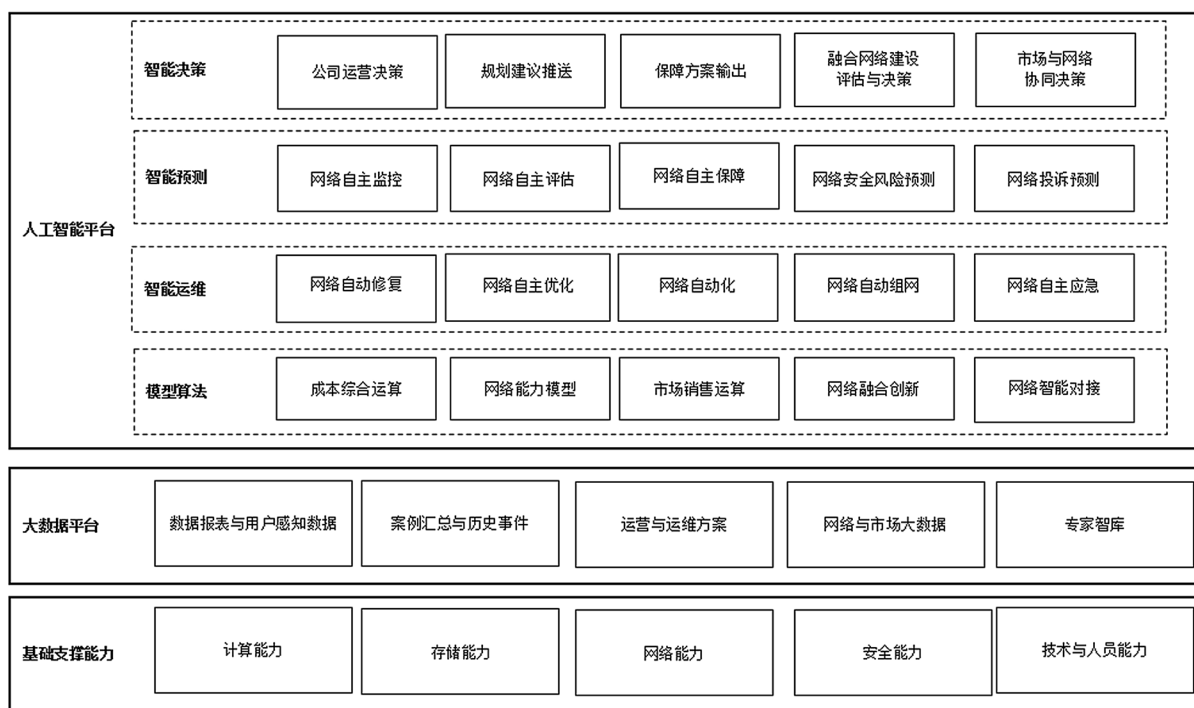 智能决策
公司运营决策
规划建议推送
保障方案输出
融合网络建设
评估与决策
市场与网络
协同决策
智能预测
网络自主监控
网络自主评估
网络自主保障
网络安全风险预测
网络投诉预测
人工智能平台
智能运维
网络自动修复
网络自主优化
网络自动化
网络自动组网
网络自主应急
模型算法
成本综合运算
网络能力模型
市场销售运算
网络融合创新
网络智能对接
大数据平台
数据报表与用户感知数据
案例汇总与历史事件
运营与运维方案
网络与市场大数据
专家智库
基础支撑能力
计算能力
存储能力
网络能力
安全能力
技术与人员能力